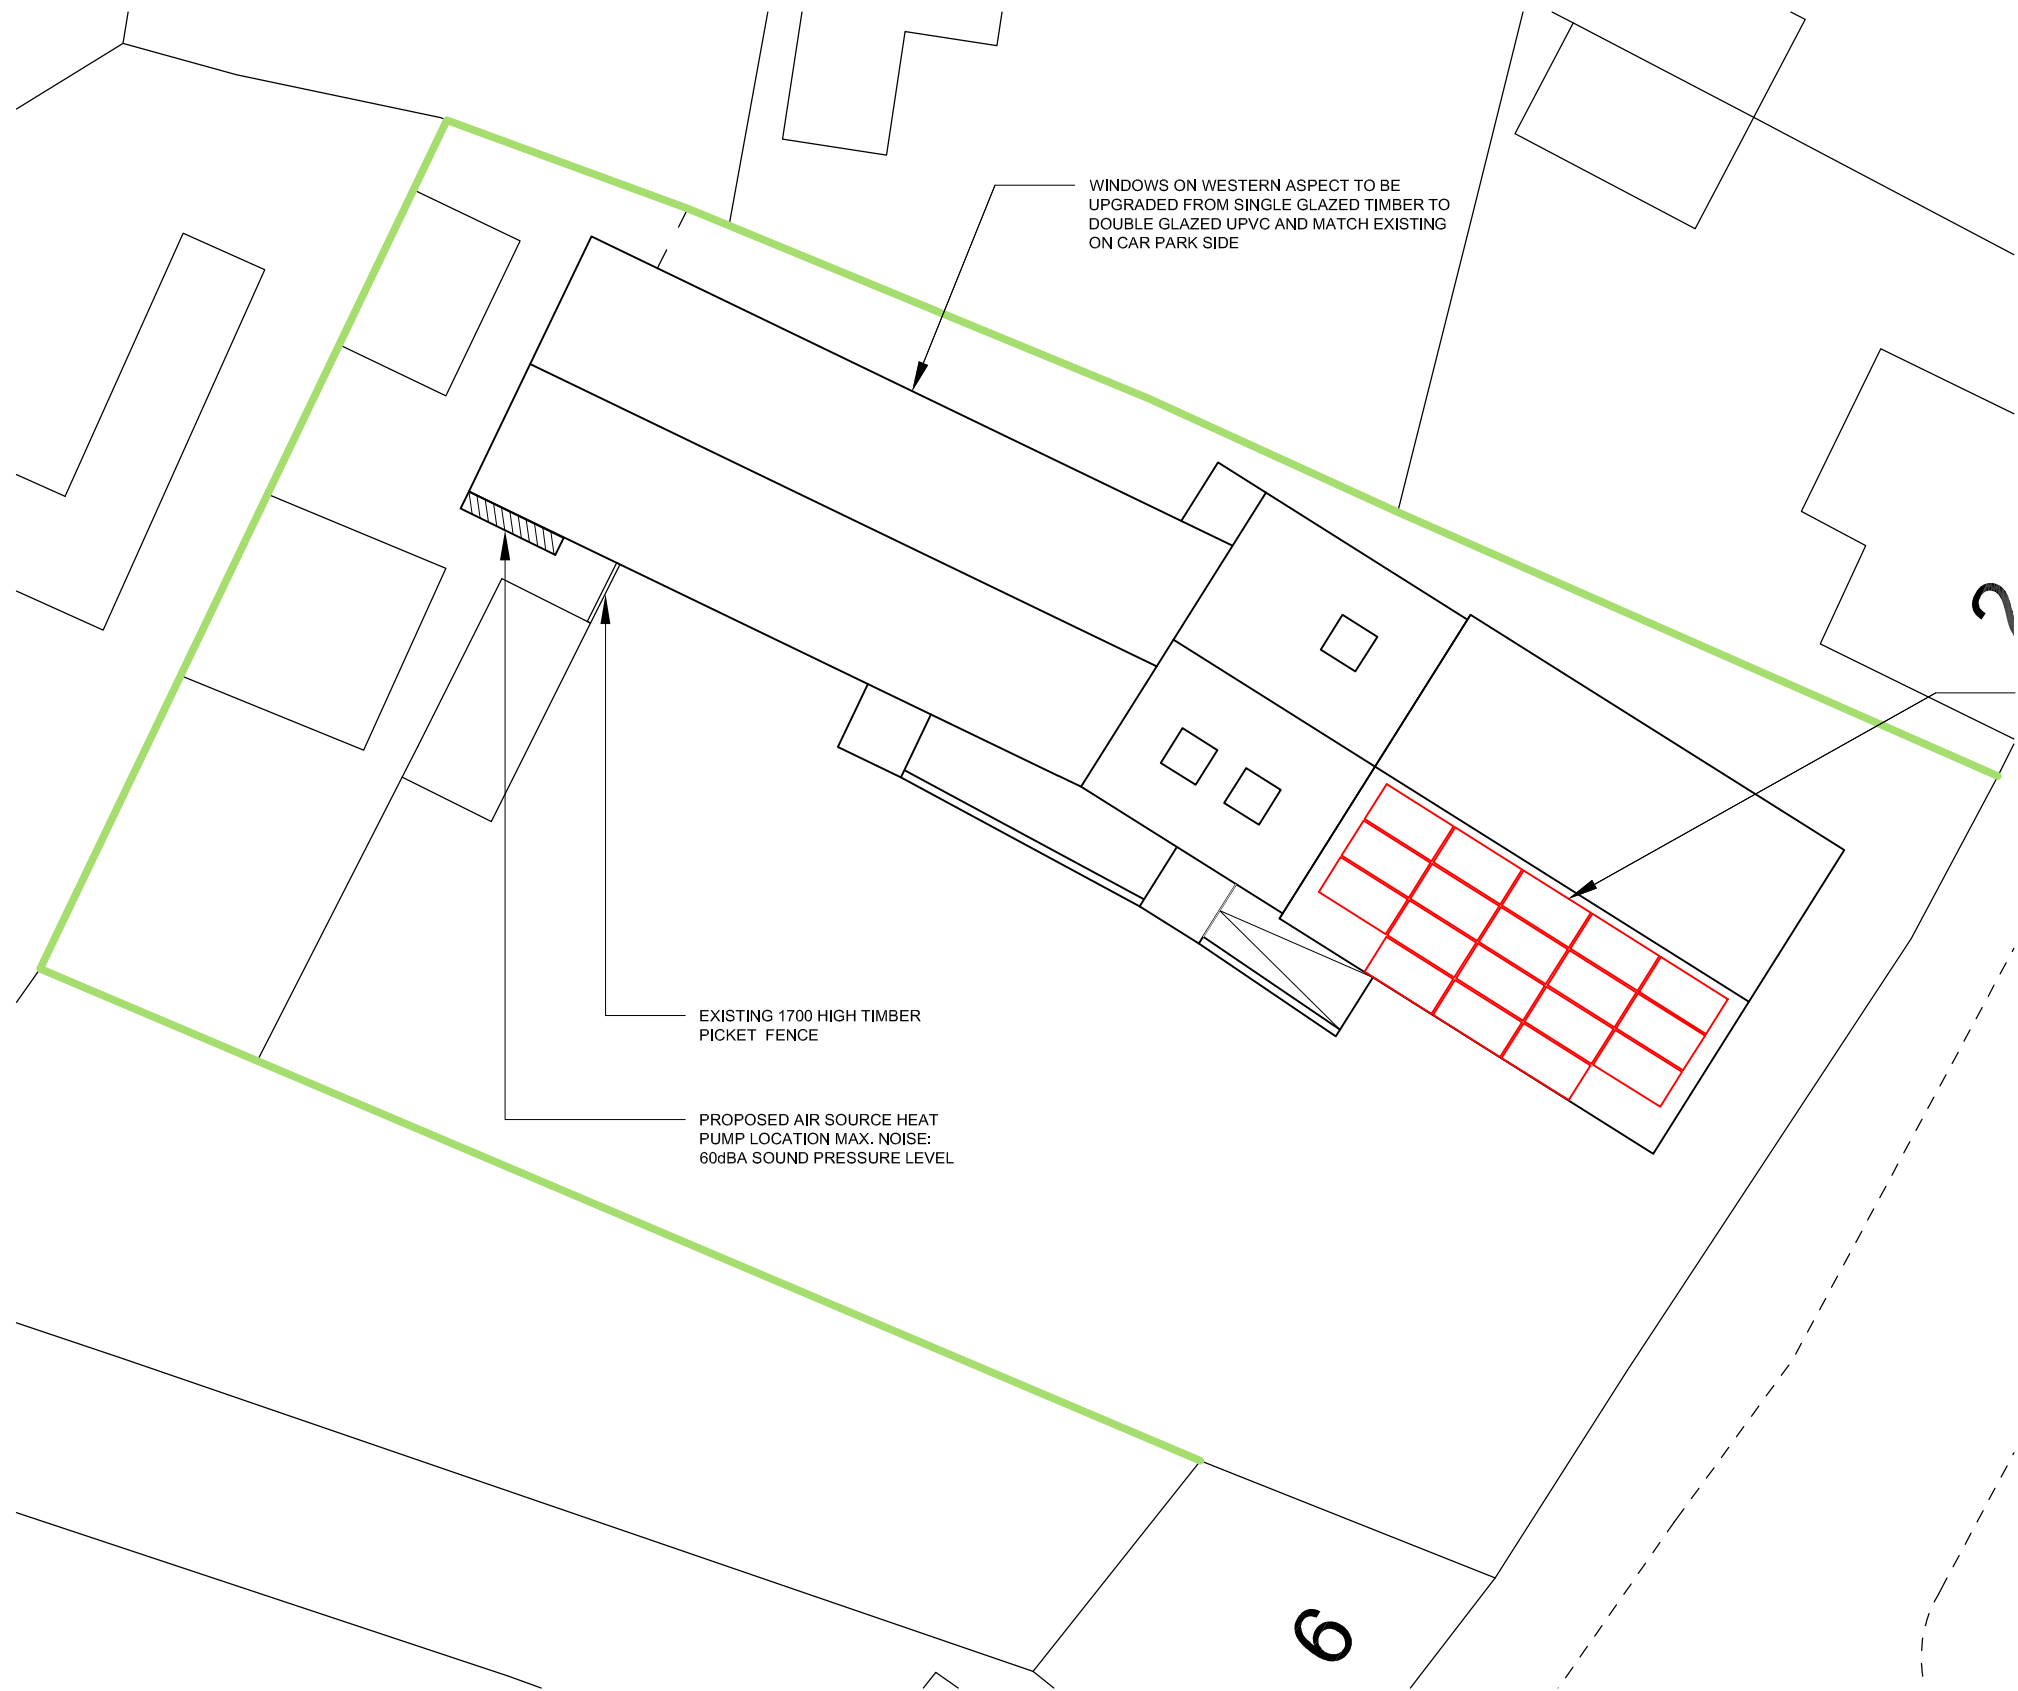 WINDOWS ON WESTERN ASPECT TO BE
UPGRADED FROM SINGLE GLAZED TIMBER TO
DOUBLE GLAZED UPVC AND MATCH EXISTING
ON CAR PARK SIDE
2
EXISTING 1700 HIGH TIMBER
PICKET FENCE
PROPOSED AIR SOURCE HEAT
PUMP LOCATION MAX. NOISE:
60dBA SOUND PRESSURE LEVEL
6